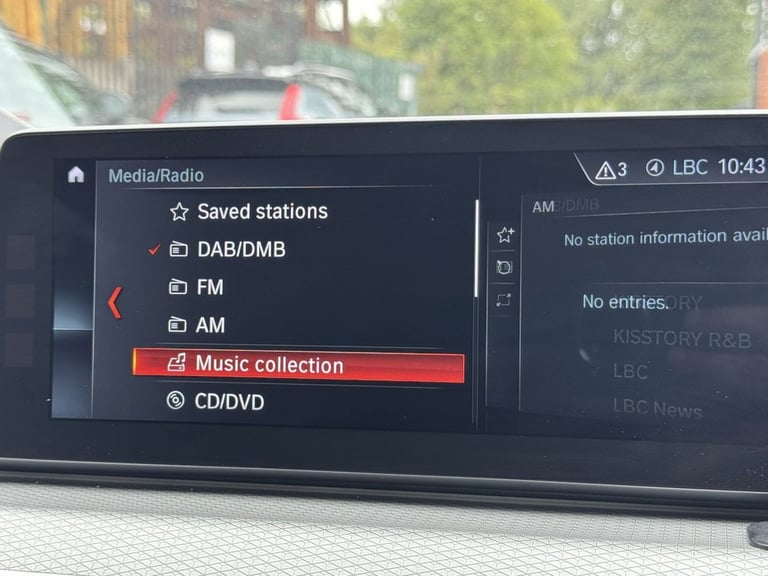 Media/Radio
Saved stations
DAB/DMB
FM
AM
Music collection
CD/DVD
3 LBC 10:43
AM
No station information avail
No entries.
KISSTORY R&B
LBC
LBC News